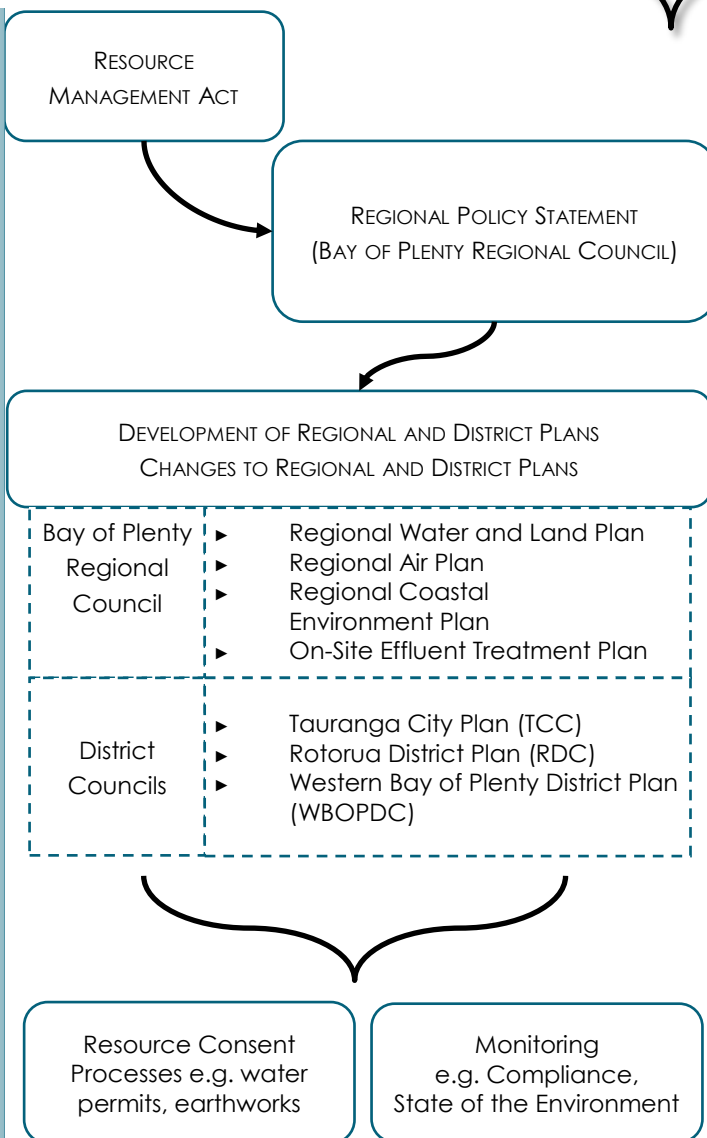 RESOURCE
MANAGEMENT ACT
REGIONAL POLICY STATEMENT
(BAY OF PLENTY REGIONAL COUNCIL)
DEVELOPMENT OF REGIONAL AND DISTRICT PLANS
CHANGES TO REGIONAL AND DISTRICT PLANS
Bay of Plenty
Regional
Council
► Regional Water and Land Plan
► Regional Air Plan
► Regional Coastal
Environment Plan
► On-Site Effluent Treatment Plan
District
Councils
► Tauranga City Plan (TCC)
► Rotorua District Plan (RDC)
► Western Bay of Plenty District Plan
(WBOPDC)
Resource Consent
Processes e.g. water
permits, earthworks
Monitoring
e.g. Compliance,
State of the Environment